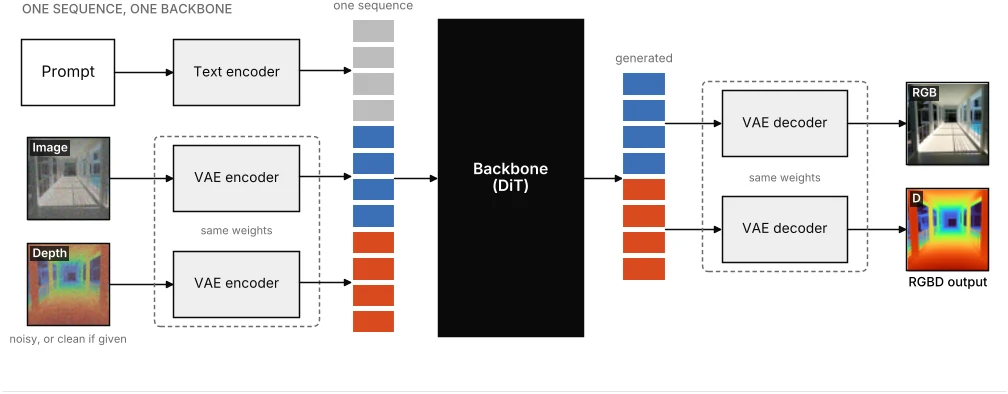 ONE SEQUENCE, ONE BACKBONE
one sequence
Prompt
Text encoder
generated
Image
VAE encoder
same weights
Depth
VAE encoder
noisy, or clean if given
Backbone
(DiT)
VAE decoder
same weights
VAE decoder
RGB
D
RGBD output